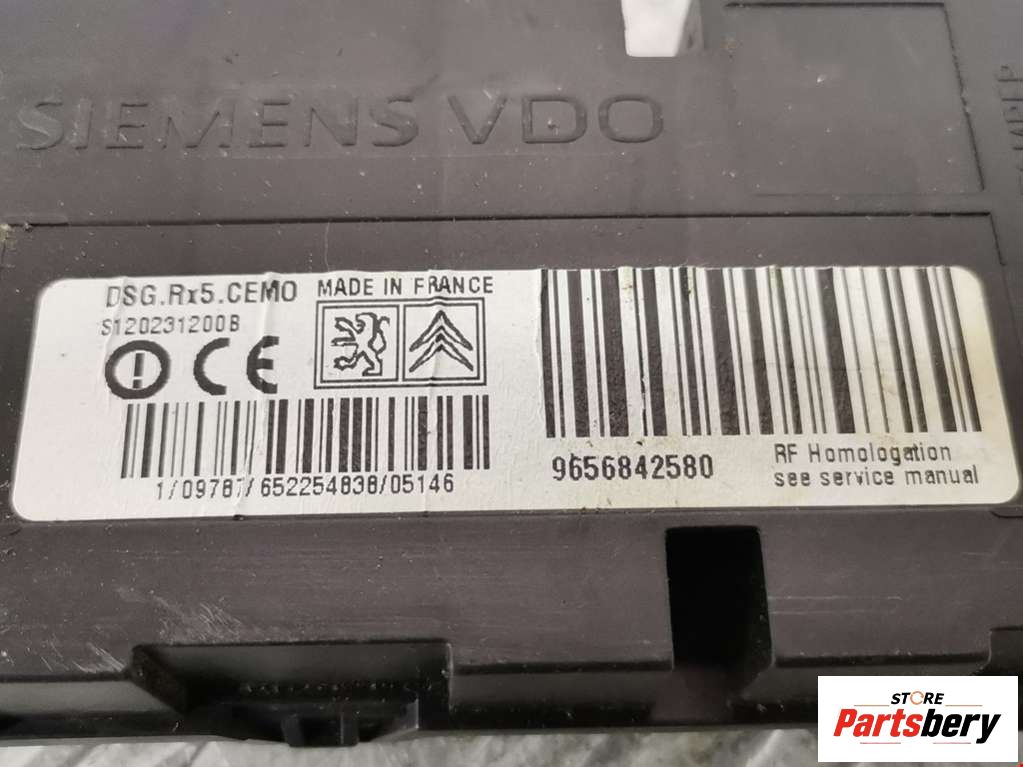 SIEMENS VDO
DSG.Rx5.CEMO MADE IN FRANCE
S120231200B
CE
1/09787/652254838/05146
9656842580
RF Homologation
see service manual
STORE
Partsbery